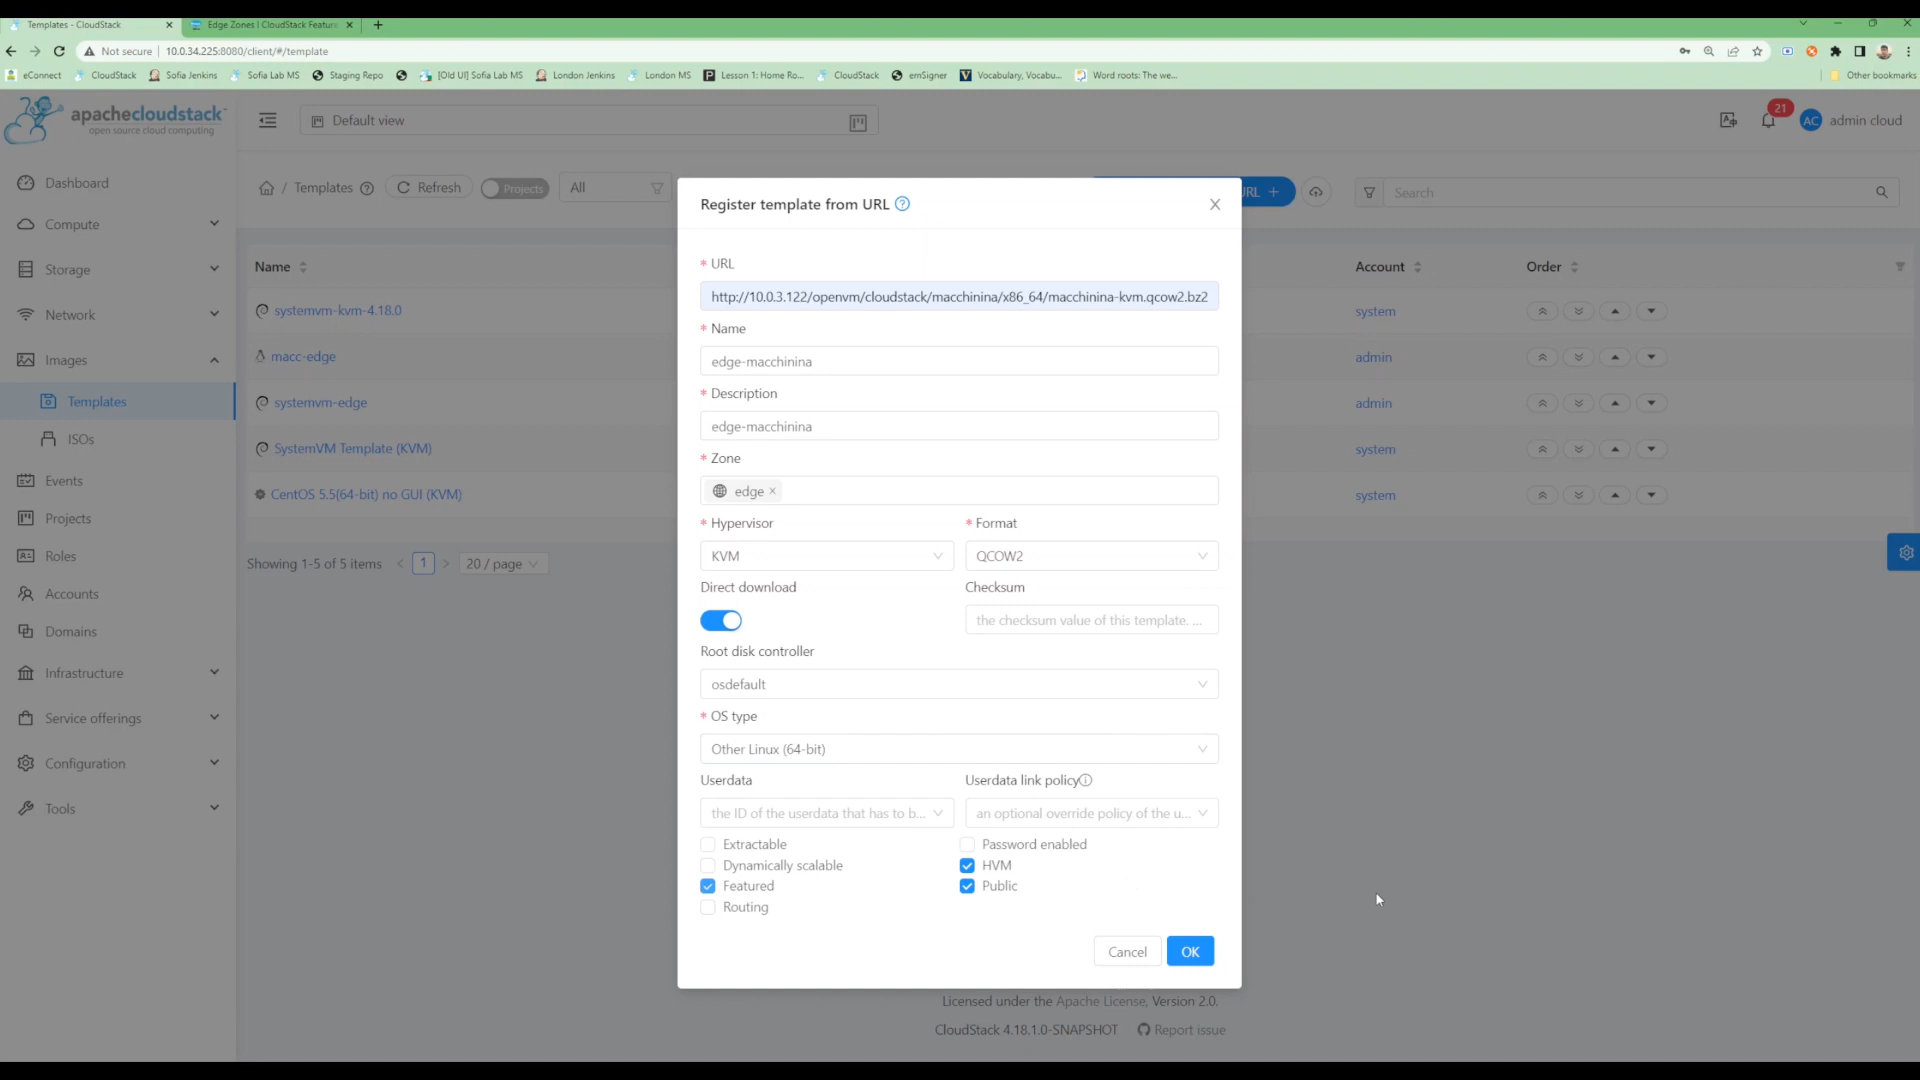 Templates - CloudStack
Edge Zones | CloudStack Feature
Not secure | 10.0.34.225:8080/client/#/template
eConnect
CloudStack
Sofia Jenkins
Sofia Lab MS
Staging Repo
[Old UI] Sofia Lab MS
London Jenkins
London MS
Lesson 1: Home Ro...
CloudStack
emSigner
Vocabulary, Vocabu...
Word roots: The we...
Other bookmarks
apachecloudstack
open source cloud computing
Default view
21
AC
admin cloud
Dashboard
Compute
Storage
Network
Images
Templates
ISOs
Events
Projects
Roles
Accounts
Domains
Infrastructure
Service offerings
Configuration
Tools
/ Templates
Refresh
Projects
All
RL +
Search
Name
Account
Order
systemvm-kvm-4.18.0
system
macc-edge
admin
systemvm-edge
admin
SystemVM Template (KVM)
system
CentOS 5.5(64-bit) no GUI (KVM)
system
Showing 1-5 of 5 items
< 1 >
20 / page
Register template from URL
* URL
http://10.0.3.122/openvm/cloudstack/macchinina/x86_64/macchinina-kvm.qcow2.bz2
* Name
edge-macchinina
* Description
edge-macchinina
* Zone
edge
* Hypervisor
* Format
KVM
QCOW2
Direct download
Checksum
the checksum value of this template. ...
Root disk controller
osdefault
* OS type
Other Linux (64-bit)
Userdata
Userdata link policy
the ID of the userdata that has to b...
an optional override policy of the u...
Extractable
Password enabled
Dynamically scalable
HVM
Featured
Public
Routing
Cancel
OK
Licensed under the Apache License, Version 2.0.
CloudStack 4.18.1.0-SNAPSHOT
Report issue